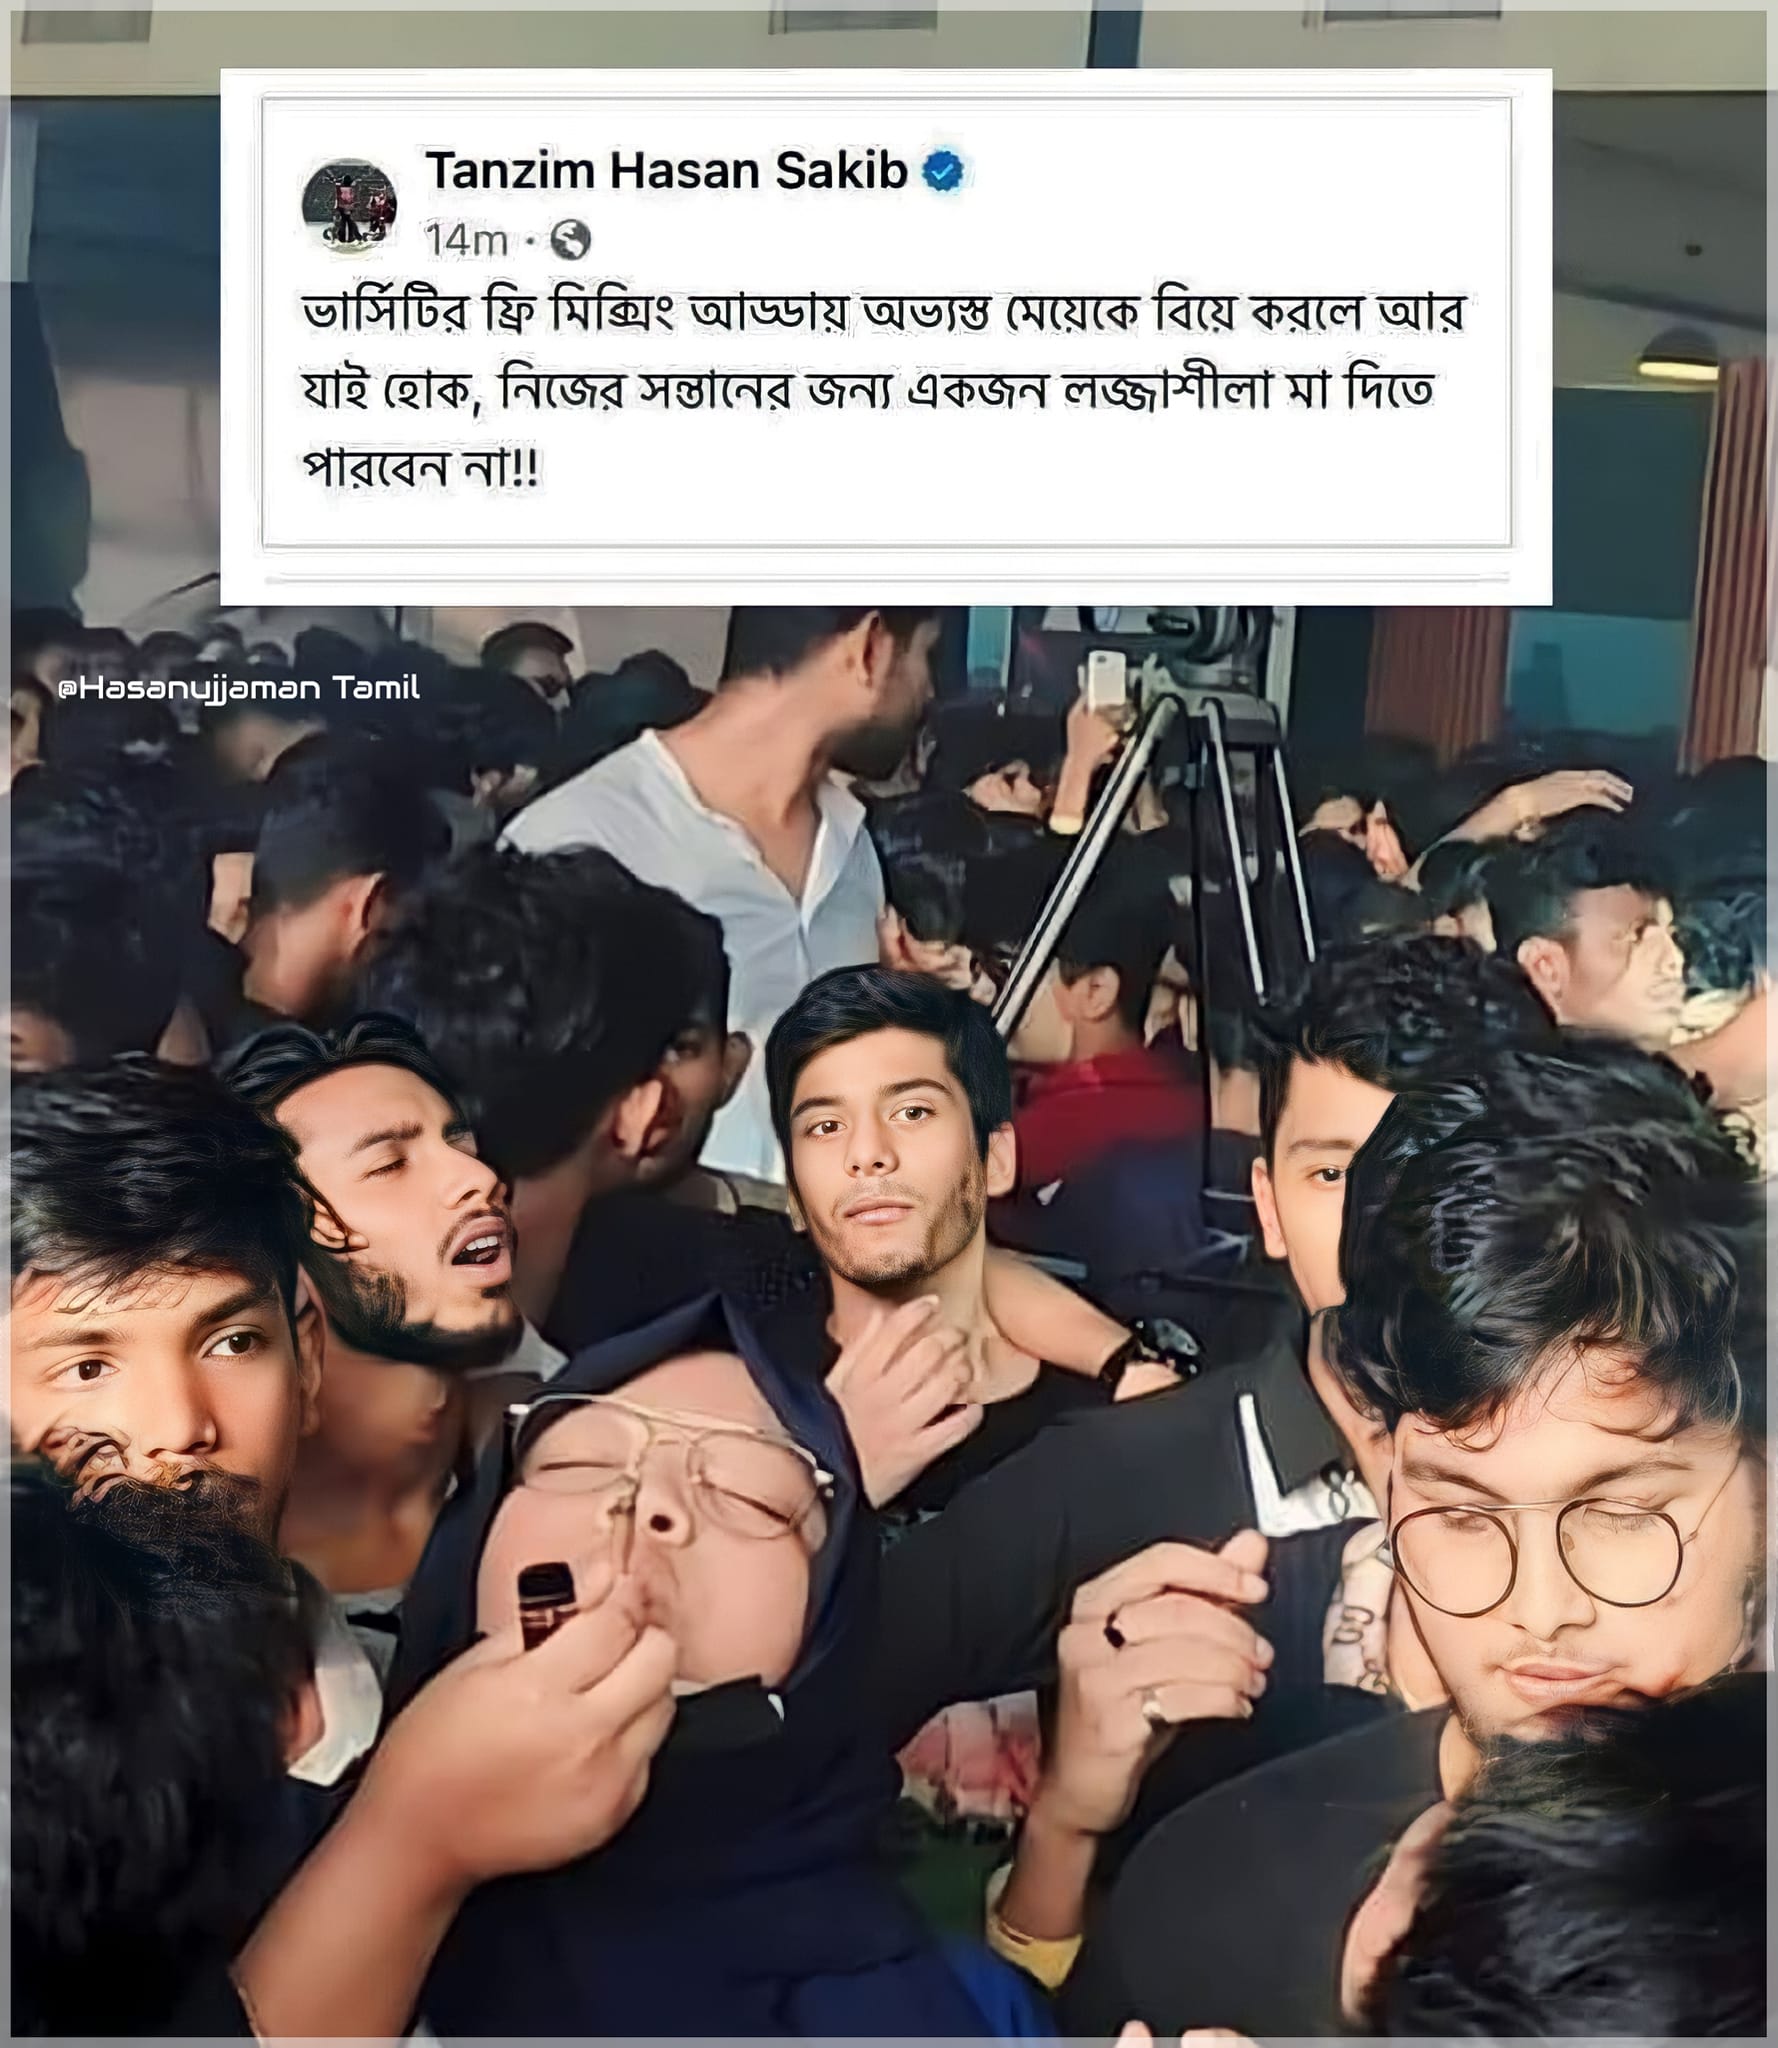 Tanzim Hasan Sakib
14m ·
ভার্সিটির ফ্রি মিক্সিং আড্ডায় অভ্যস্ত মেয়েকে বিয়ে করলে আর
যাই হোক, নিজের সন্তানের জন্য একজন লজ্জাশীলা মা দিতে
পারবেন না!!
@Hasanujjaman Tamil